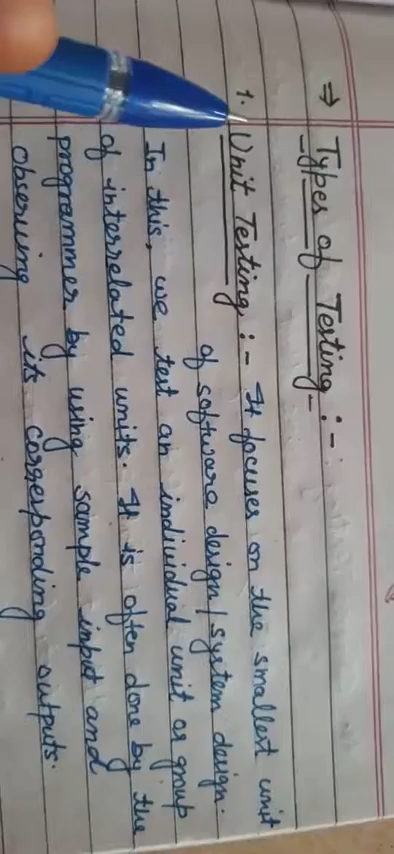 ⇒ Types of Testing :-
1. Unit Testing :- It focuses on the smallest unit
of software design / system design.
In this, we test an individual unit or group
of interrelated units. It is often done by the
programmer by using sample input and
observing its corresponding outputs.